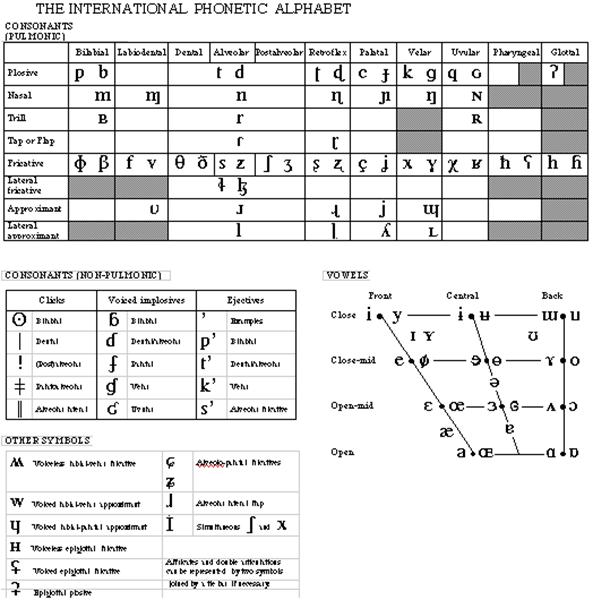 THE INTERNATIONAL PHONETIC ALPHABET
CONSONANTS
(PULMONIC)
Bilabial Labiodental Dental Alveolar Postalveolar Retroflex Palatal Velar Uvular Pharyngeal Glottal
Plosive p b t d ʈ ɖ c ɟ k ɡ q ɢ ʔ
Nasal m ɱ n ɳ ɲ ŋ ɴ
Trill ʙ r ʀ
Tap or Flap ɾ ɽ
Fricative ɸ β f v θ ð s z ʃ ʒ ʂ ʐ ç ʝ x ɣ χ ʁ ħ ʕ h ɦ
Lateral
fricative ɬ ɮ
Approximant ʋ ɹ ɻ j ɰ
Lateral
approximant l ɭ ʎ ʟ
CONSONANTS (NON-PULMONIC)
Clicks Voiced implosives Ejectives
ʘ Bilabial ɓ Bilabial ’ Examples
| Dental ɗ Dental/alveolar p’ Bilabial
! (Post)alveolar ʄ Palatal t’ Dental/alveolar
ǂ Palatoalveolar ɠ Velar k’ Velar
‖ Alveolar lateral ʛ Uvular s’ Alveolar fricative
VOWELS
Front Central Back
Close i y ɨ ʉ ɯ u
ɪ ʏ ʊ
Close-mid e ø ɘ ɵ ɤ o
ə
Open-mid ɛ œ ɜ ɞ ʌ ɔ
æ ɐ
Open a ɶ ɑ ɒ
OTHER SYMBOLS
ʍ Voiceless labial-velar fricative ɕ Alveolo-palatal fricatives
ʑ
w Voiced labial-velar approximant ɺ Alveolar lateral flap
ɥ Voiced labial-palatal approximant Simultaneous ʃ and x
ʜ Voiceless epiglottal fricative
ʢ Voiced epiglottal fricative
Affricates and double articulations
can be represented by two symbols
joined by a tie bar if necessary.
ʡ Epiglottal plosive